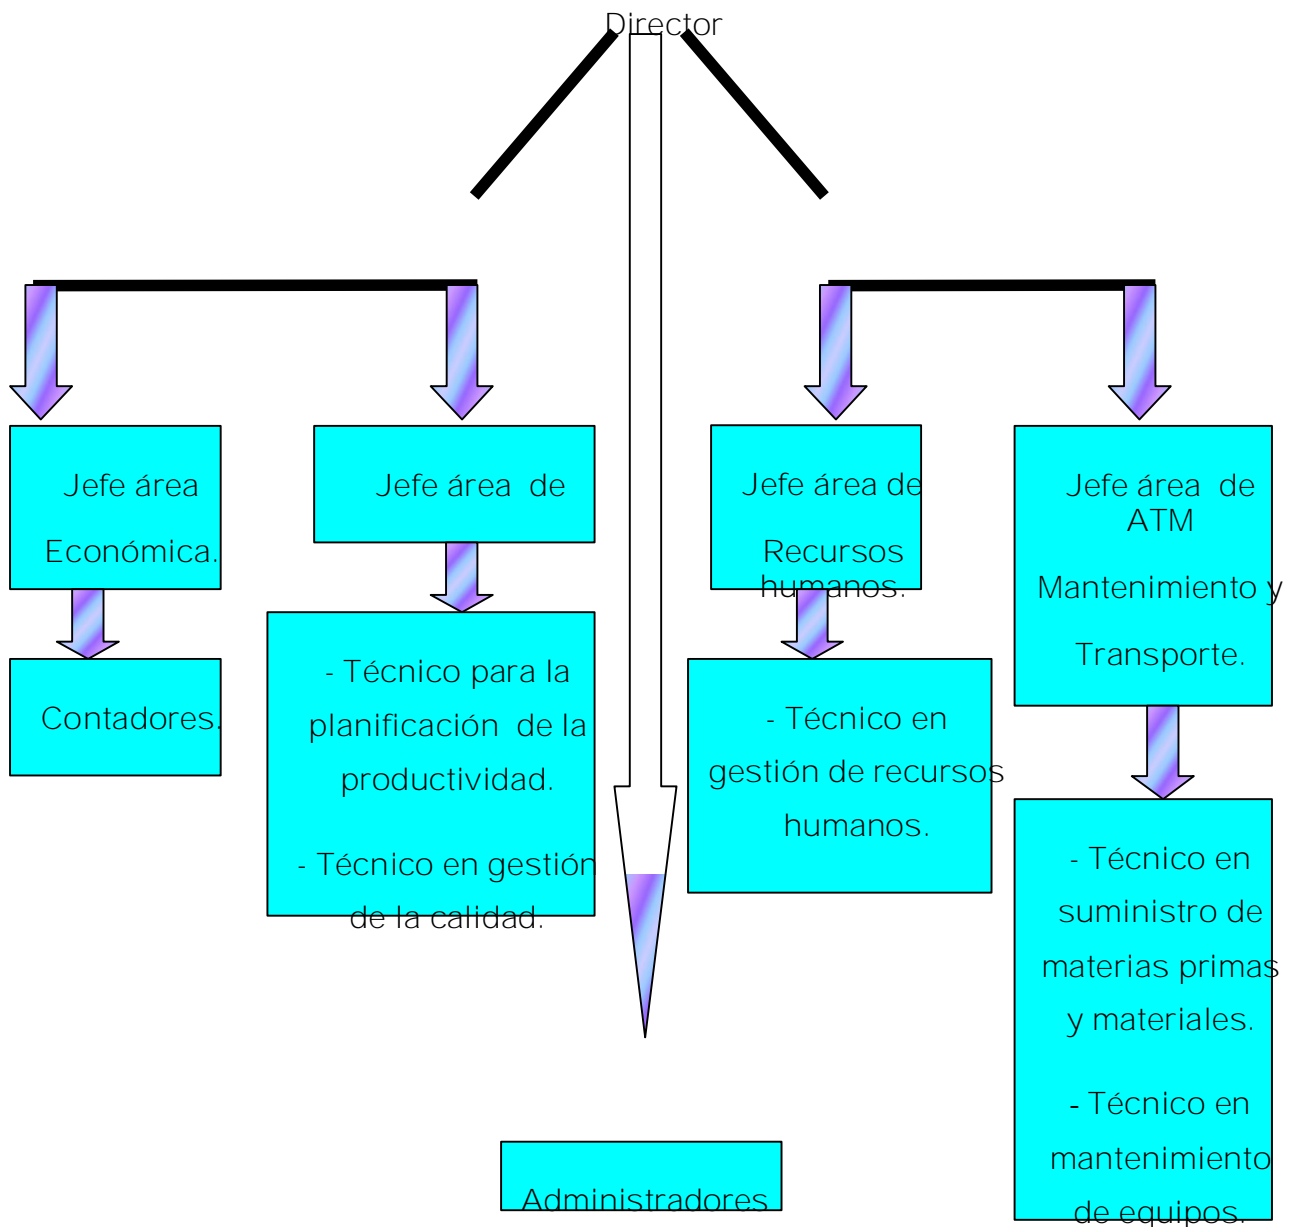 Director
Jefe área
Económica.
Contadores.
Jefe área de
- Técnico para la
planificación de la
productividad.
- Técnico en gestión
de la calidad.
Jefe área de
Recursos
humanos.
- Técnico en
gestión de recursos
humanos.
Jefe área de
ATM
Mantenimiento y
Transporte.
- Técnico en
suministro de
materias primas
y materiales.
- Técnico en
mantenimiento
de equipos.
Administradores